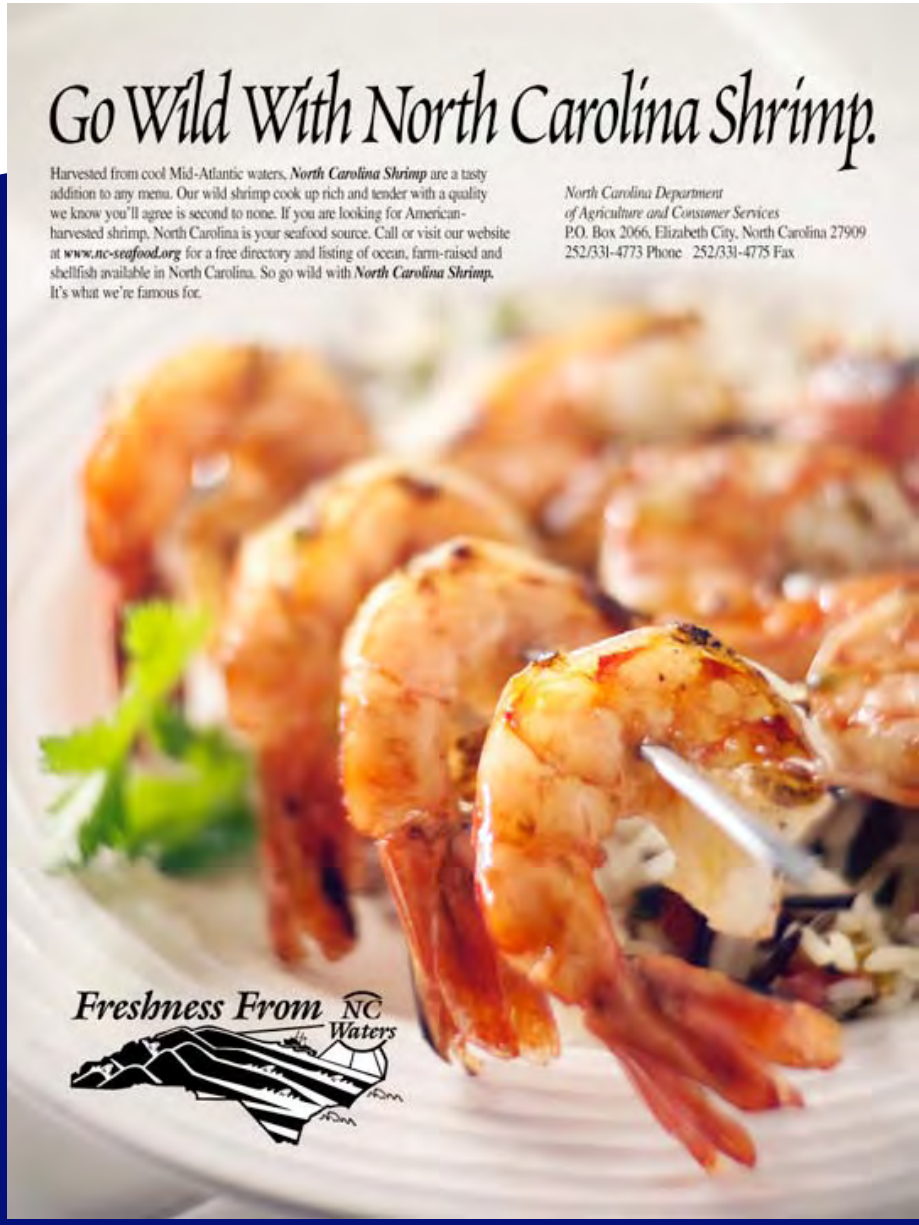 Go Wild With North Carolina Shrimp.
Harvested from cool Mid-Atlantic waters, North Carolina Shrimp are a tasty
addition to any menu. Our wild shrimp cook up rich and tender with a quality
we know you'll agree is second to none. If you are looking for American-
harvested shrimp, North Carolina is your seafood source. Call or visit our website
at www.nc-seafood.org for a free directory and listing of ocean, farm-raised and
shellfish available in North Carolina. So go wild with North Carolina Shrimp.
It's what we're famous for.
North Carolina Department
of Agriculture and Consumer Services
P.O. Box 2066, Elizabeth City, North Carolina 27909
252/331-4773 Phone 252/331-4775 Fax
Freshness From NC
Waters